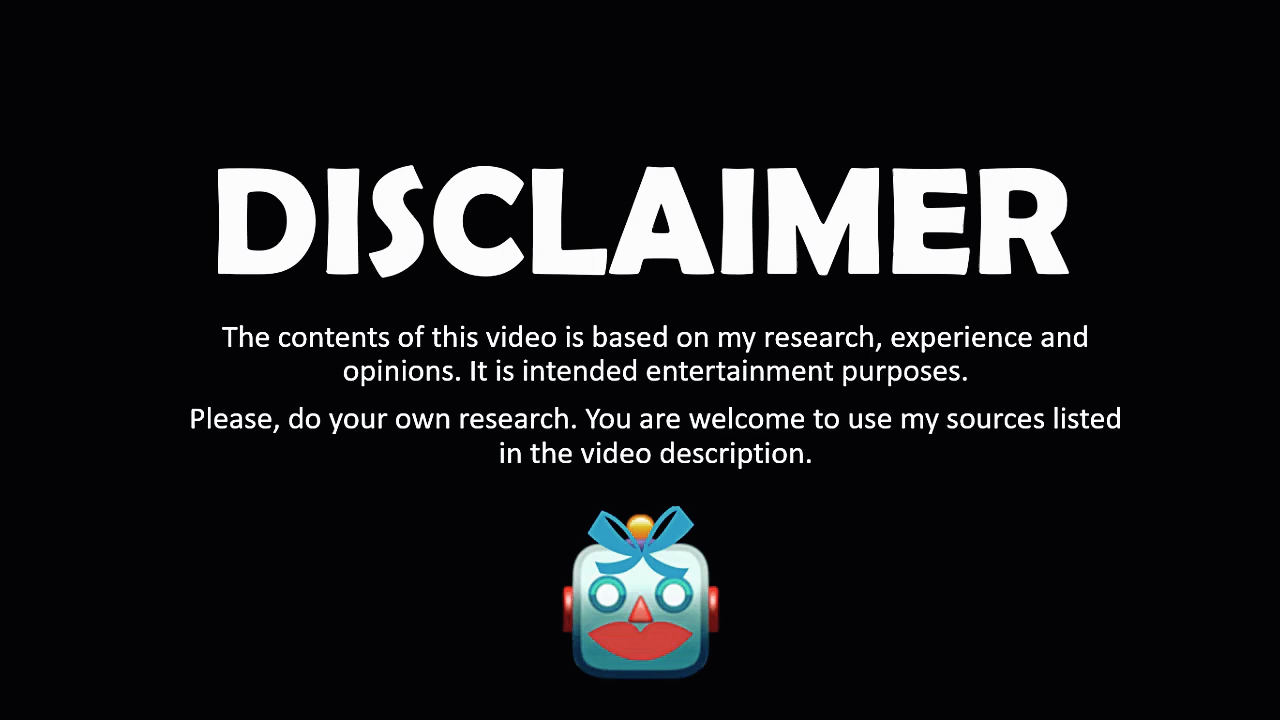 DISCLAIMER
The contents of this video is based on my research, experience and
opinions. It is intended entertainment purposes.
Please, do your own research. You are welcome to use my sources listed
in the video description.